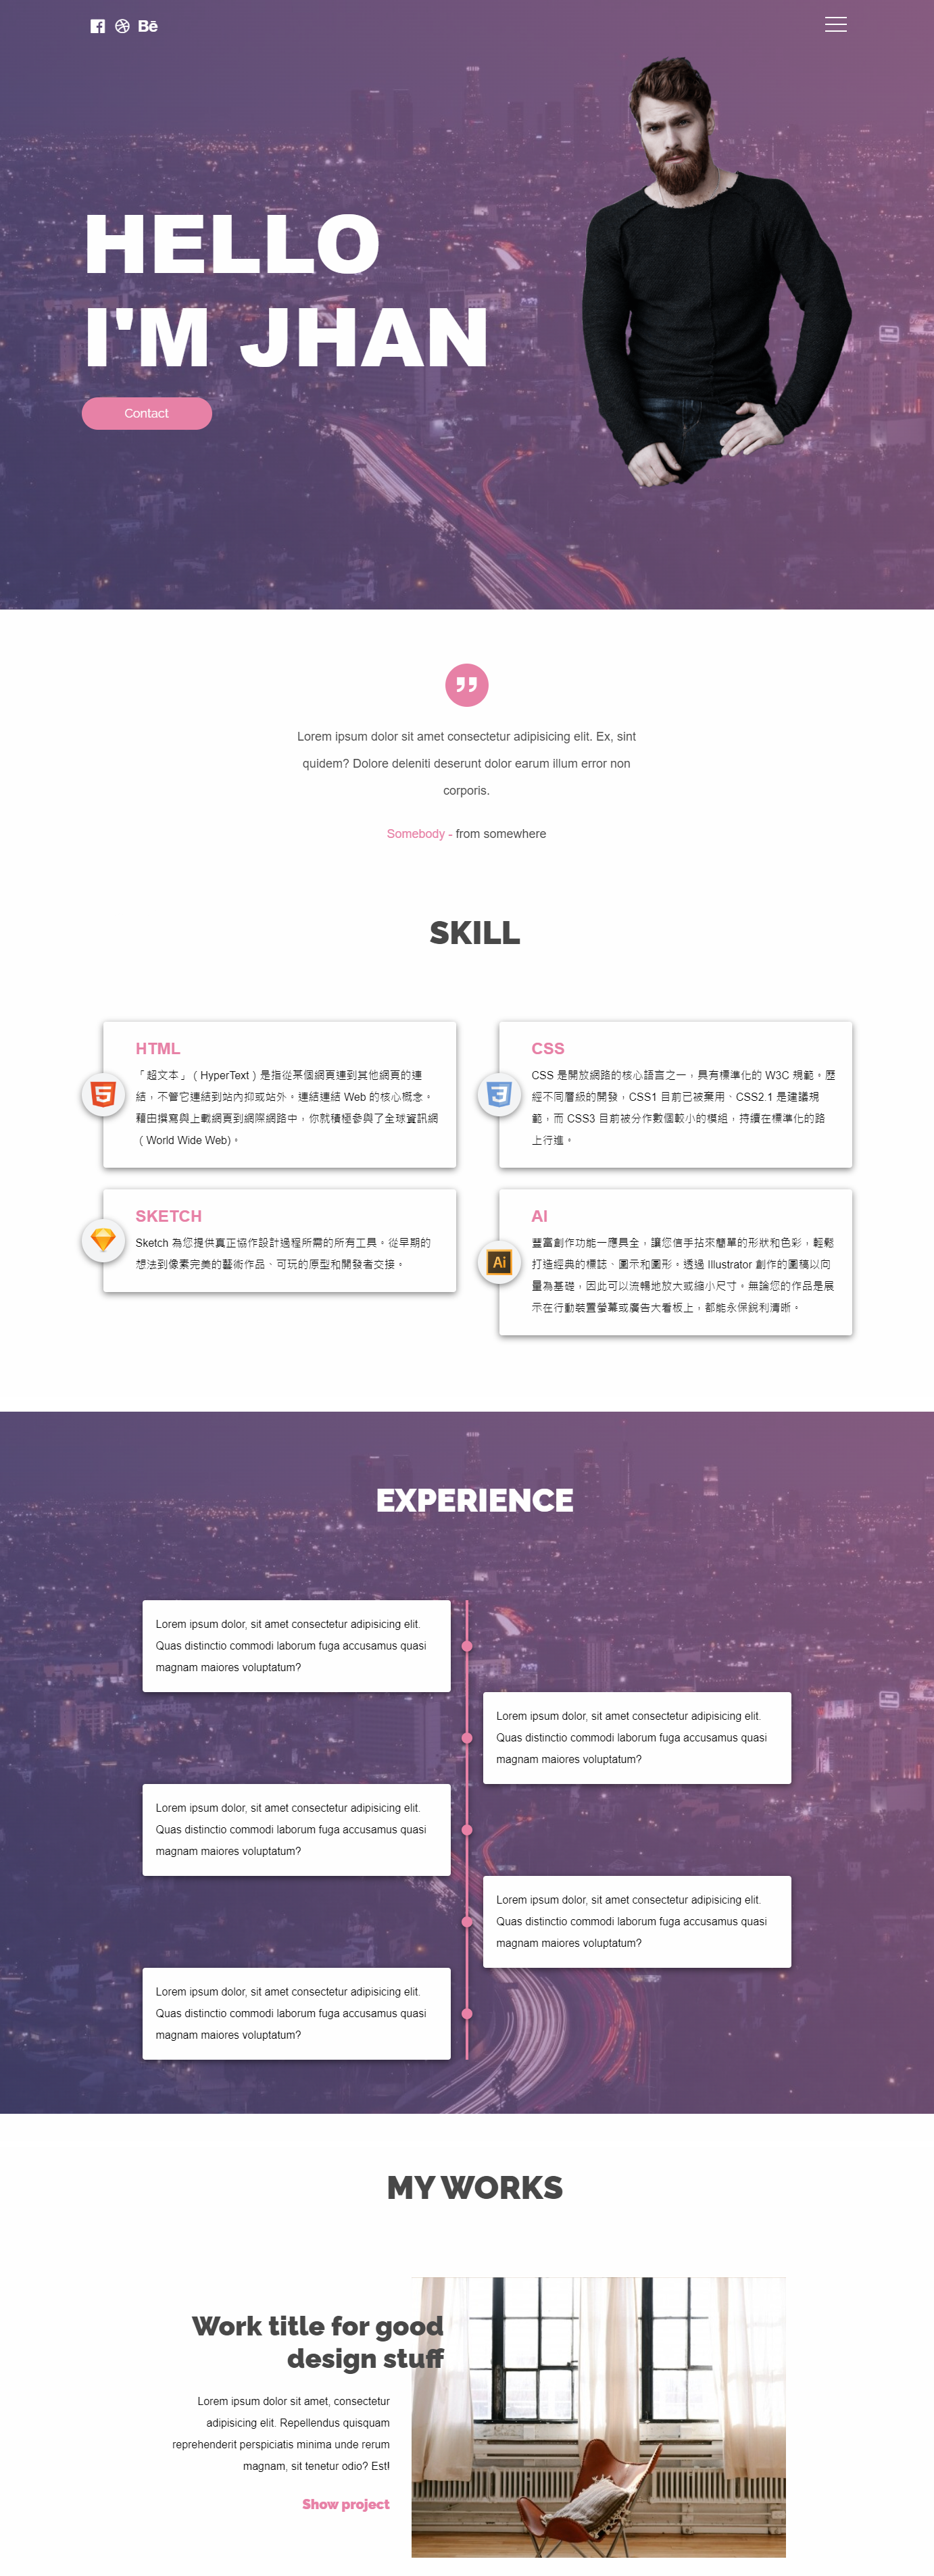 Bē
HELLO
I'M JHAN
Contact
Lorem ipsum dolor sit amet consectetur adipisicing elit. Ex, sint
quidem? Dolore deleniti deserunt dolor earum illum error non
corporis.
Somebody - from somewhere
SKILL
HTML
「超文本」（HyperText）是指從某個網頁連到其他網頁的連
結，不管它連結到站內抑或站外。連結連結 Web 的核心概念。
藉由撰寫與上載網頁到網際網路中，你就積極參與了全球資訊網
（World Wide Web)。
CSS
CSS 是開放網路的核心語言之一，具有標準化的 W3C 規範。歷
經不同層級的開發，CSS1 目前已被棄用、CSS2.1 是建議規
範，而 CSS3 目前被分作數個較小的模組，持續在標準化的路
上行進。
SKETCH
Sketch 為您提供真正協作設計過程所需的所有工具。從早期的
想法到像素完美的藝術作品、可玩的原型和開發者交接。
AI
Ai
豐富創作功能一應具全，讓您信手拈來簡單的形狀和色彩，輕鬆
打造經典的標誌、圖示和圖形。透過 Illustrator 創作的圖稿以向
量為基礎，因此可以流暢地放大或縮小尺寸。無論您的作品是展
示在行動裝置螢幕或廣告大看板上，都能永保銳利清晰。
EXPERIENCE
Lorem ipsum dolor, sit amet consectetur adipisicing elit.
Quas distinctio commodi laborum fuga accusamus quasi
magnam maiores voluptatum?
Lorem ipsum dolor, sit amet consectetur adipisicing elit.
Quas distinctio commodi laborum fuga accusamus quasi
magnam maiores voluptatum?
Lorem ipsum dolor, sit amet consectetur adipisicing elit.
Quas distinctio commodi laborum fuga accusamus quasi
magnam maiores voluptatum?
Lorem ipsum dolor, sit amet consectetur adipisicing elit.
Quas distinctio commodi laborum fuga accusamus quasi
magnam maiores voluptatum?
Lorem ipsum dolor, sit amet consectetur adipisicing elit.
Quas distinctio commodi laborum fuga accusamus quasi
magnam maiores voluptatum?
MY WORKS
Work title for good
design stuff
Lorem ipsum dolor sit amet, consectetur
adipisicing elit. Repellendus quisquam
reprehenderit perspiciatis minima unde rerum
magnam, sit tenetur odio? Est!
Show project